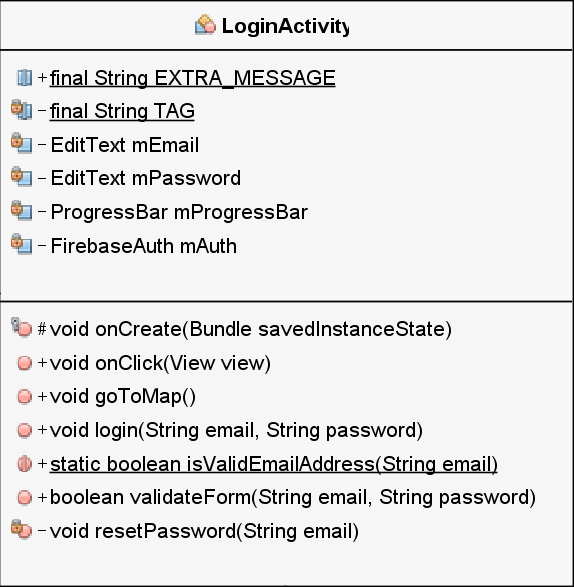 LoginActivity
+final String EXTRA_MESSAGE
-final String TAG
-EditText mEmail
-EditText mPassword
-ProgressBar mProgressBar
-FirebaseAuth mAuth
#void onCreate(Bundle savedInstanceState)
+void onClick(View view)
+void goToMap()
+void login(String email, String password)
+static boolean isValidEmailAddress(String email)
+boolean validateForm(String email, String password)
-void resetPassword(String email)